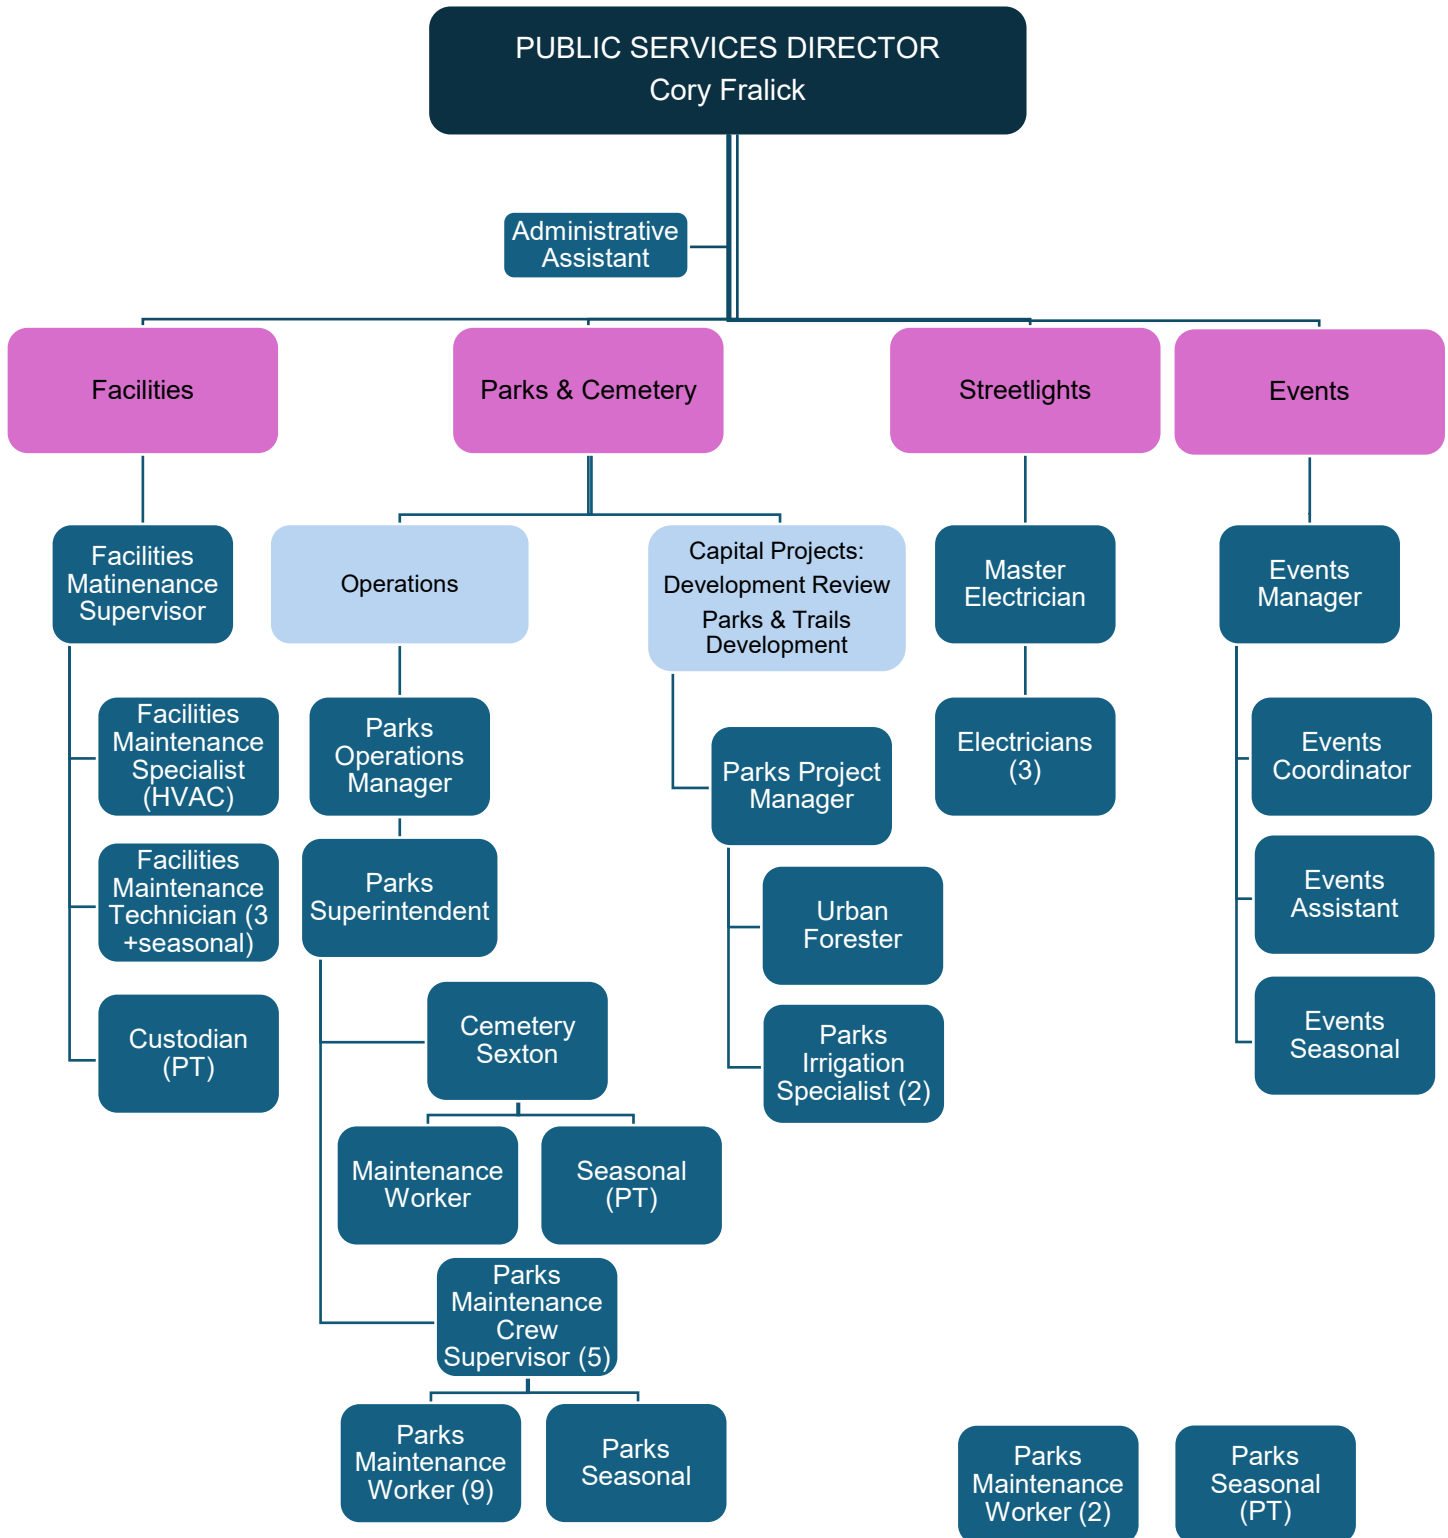 PUBLIC SERVICES DIRECTOR
Cory Fralick
Administrative
Assistant
Facilities
Parks & Cemetery
Streetlights
Events
Facilities
Matinenance
Supervisor
Operations
Capital Projects:
Development Review
Parks & Trails
Development
Master
Electrician
Events
Manager
Facilities
Maintenance
Specialist
(HVAC)
Parks
Operations
Manager
Parks Project
Manager
Electricians
(3)
Events
Coordinator
Facilities
Maintenance
Technician (3
+seasonal)
Parks
Superintendent
Urban
Forester
Events
Assistant
Custodian
(PT)
Cemetery
Sexton
Parks
Irrigation
Specialist (2)
Events
Seasonal
Maintenance
Worker
Seasonal
(PT)
Parks
Maintenance
Crew
Supervisor (5)
Parks
Maintenance
Worker (9)
Parks
Seasonal
Parks
Maintenance
Worker (2)
Parks
Seasonal
(PT)